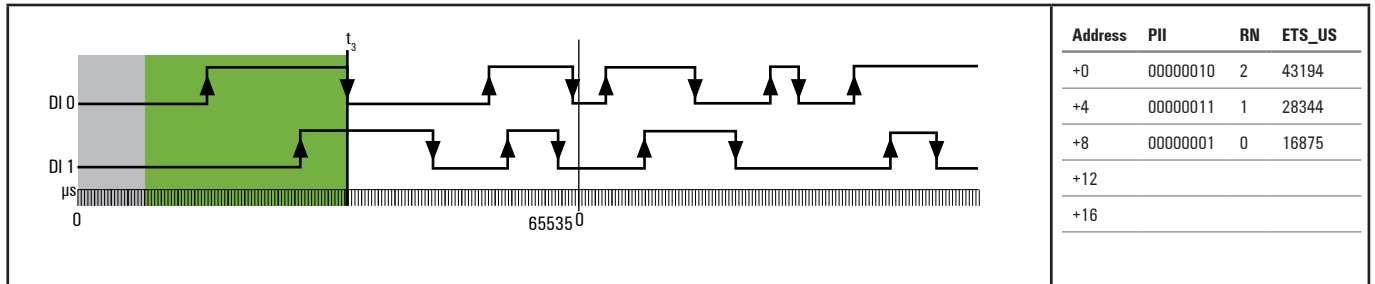 t3
DI 0
DI 1
µs
0
65535 0
Address PII RN ETS_US
+0 00000010 2 43194
+4 00000011 1 28344
+8 00000001 0 16875
+12
+16